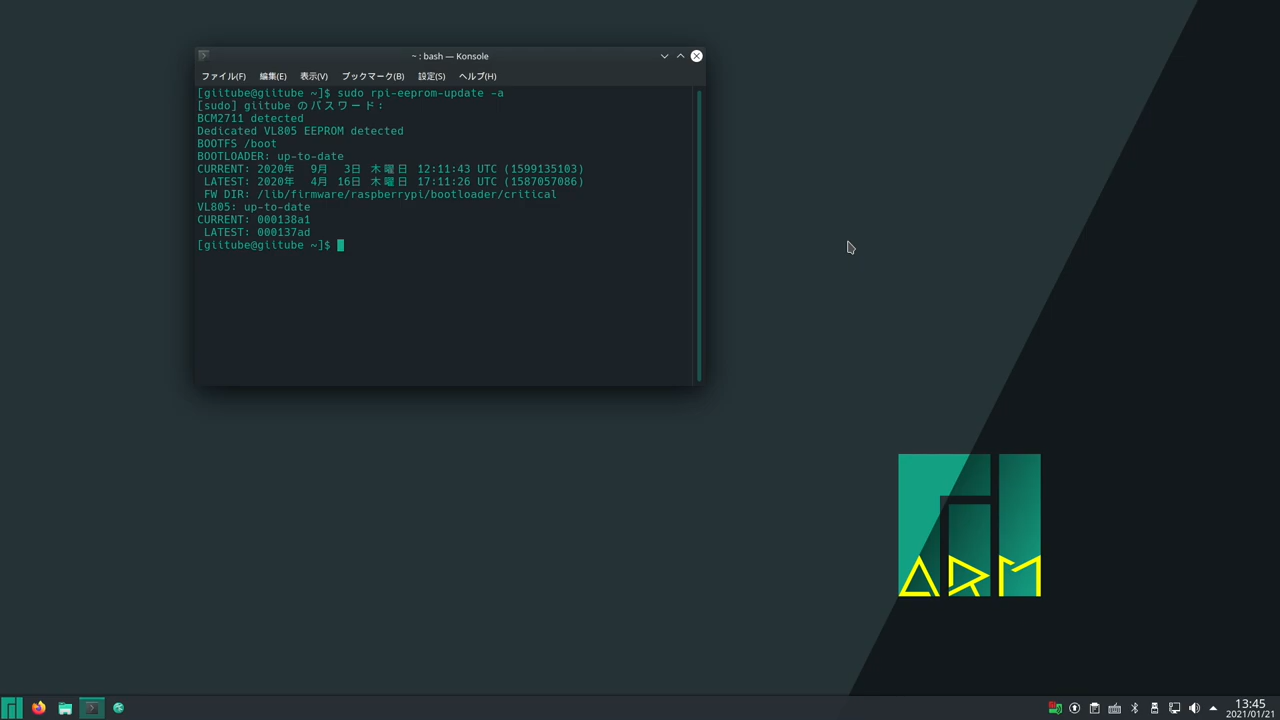 ~ : bash — Konsole
ファイル(F) 編集(E) 表示(V) ブックマーク(B) 設定(S) ヘルプ(H)
[giitube@giitube ~]$ sudo rpi-eeprom-update -a
[sudo] giitube のパスワード:
BCM2711 detected
Dedicated VL805 EEPROM detected
BOOTFS /boot
BOOTLOADER: up-to-date
CURRENT: 2020年  9月  3日 木曜日 12:11:43 UTC (1599135103)
 LATEST: 2020年  4月 16日 木曜日 17:11:26 UTC (1587057086)
 FW DIR: /lib/firmware/raspberrypi/bootloader/critical
VL805: up-to-date
CURRENT: 000138a1
 LATEST: 000137ad
[giitube@giitube ~]$
ARM
13:45
2021/01/21